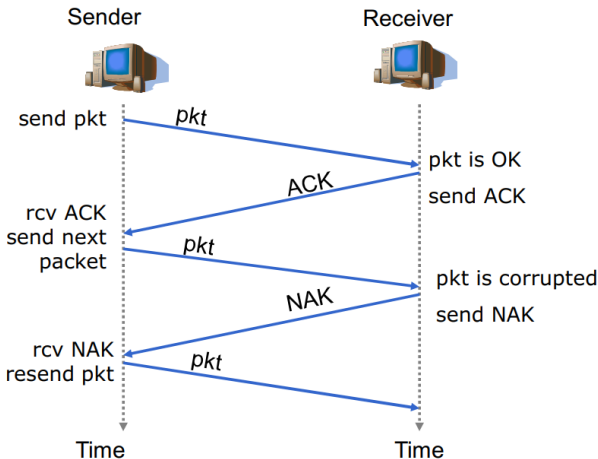 Sender
Receiver
send pkt
pkt
pkt is OK
ACK
send ACK
rcv ACK
send next
packet
pkt
pkt is corrupted
NAK
send NAK
rcv NAK
resend pkt
pkt
Time
Time